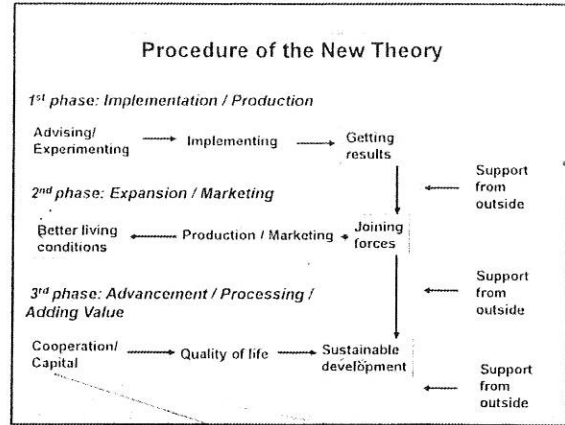 Procedure of the New Theory
1st phase: Implementation / Production
Advising/
Experimenting
Implementing
Getting
results
Support
from
outside
2nd phase: Expansion / Marketing
Better living
conditions
Production / Marketing
Joining
forces
Support
from
outside
3rd phase: Advancement / Processing /
Adding Value
Cooperation/
Capital
Quality of life
Sustainable
development
Support
from
outside